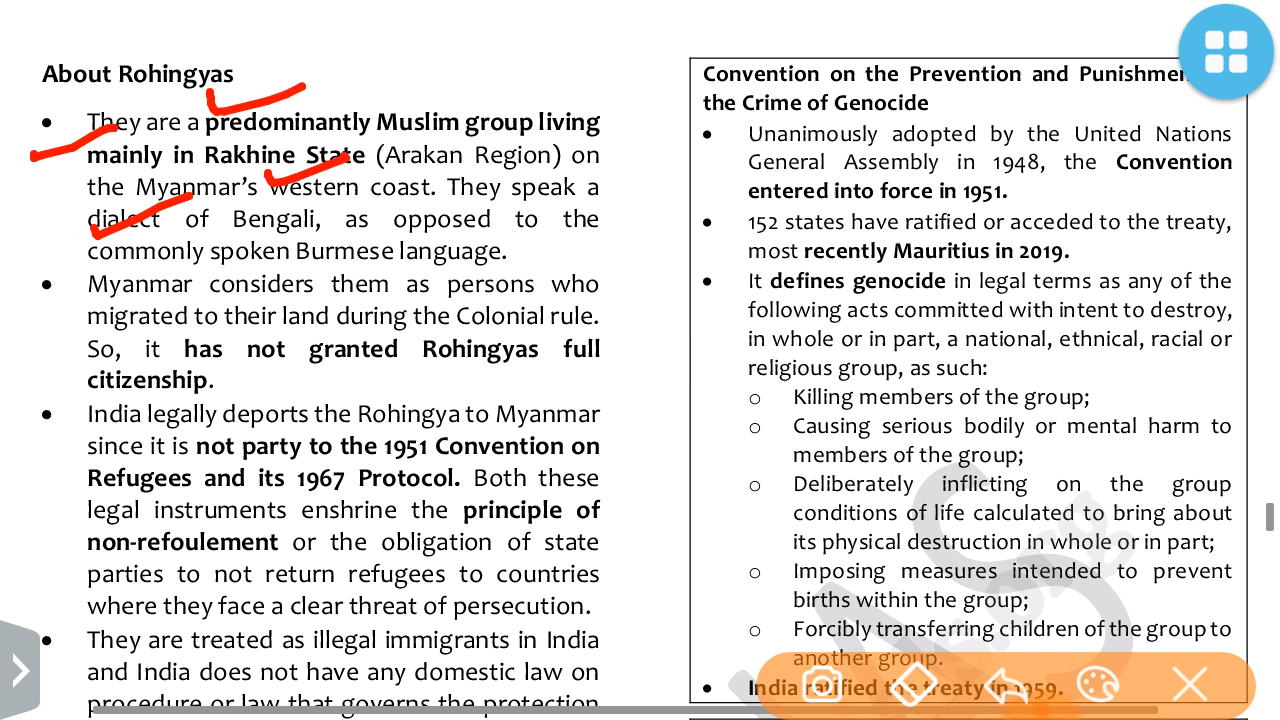 About Rohingyas
• They are a predominantly Muslim group living
mainly in Rakhine State (Arakan Region) on
the Myanmar's western coast. They speak a
dialect of Bengali, as opposed to the
commonly spoken Burmese language.
• Myanmar considers them as persons who
migrated to their land during the Colonial rule.
So, it has not granted Rohingyas full
citizenship.
• India legally deports the Rohingya to Myanmar
since it is not party to the 1951 Convention on
Refugees and its 1967 Protocol. Both these
legal instruments enshrine the principle of
non-refoulement or the obligation of state
parties to not return refugees to countries
where they face a clear threat of persecution.
• They are treated as illegal immigrants in India
and India does not have any domestic law on
procedure or law that governs the protection
Convention on the Prevention and
the Crime of Genocide
• Unanimously adopted by the United Nations
General Assembly in 1948, the Convention
entered into force in 1951.
• 152 states have ratified or acceded to the treaty,
most recently Mauritius in 2019.
• It defines genocide in legal terms as any of the
following acts committed with intent to destroy,
in whole or in part, a national, ethnical, racial or
religious group, as such:
o Killing members of the group;
o Causing serious bodily or mental harm to
members of the group;
o Deliberately inflicting on the group
conditions of life calculated to bring about
its physical destruction in whole or in part;
o Imposing measures intended to prevent
births within the group;
o Forcibly transferring children of the group to
another group.
• India ratified the treaty in 1959.